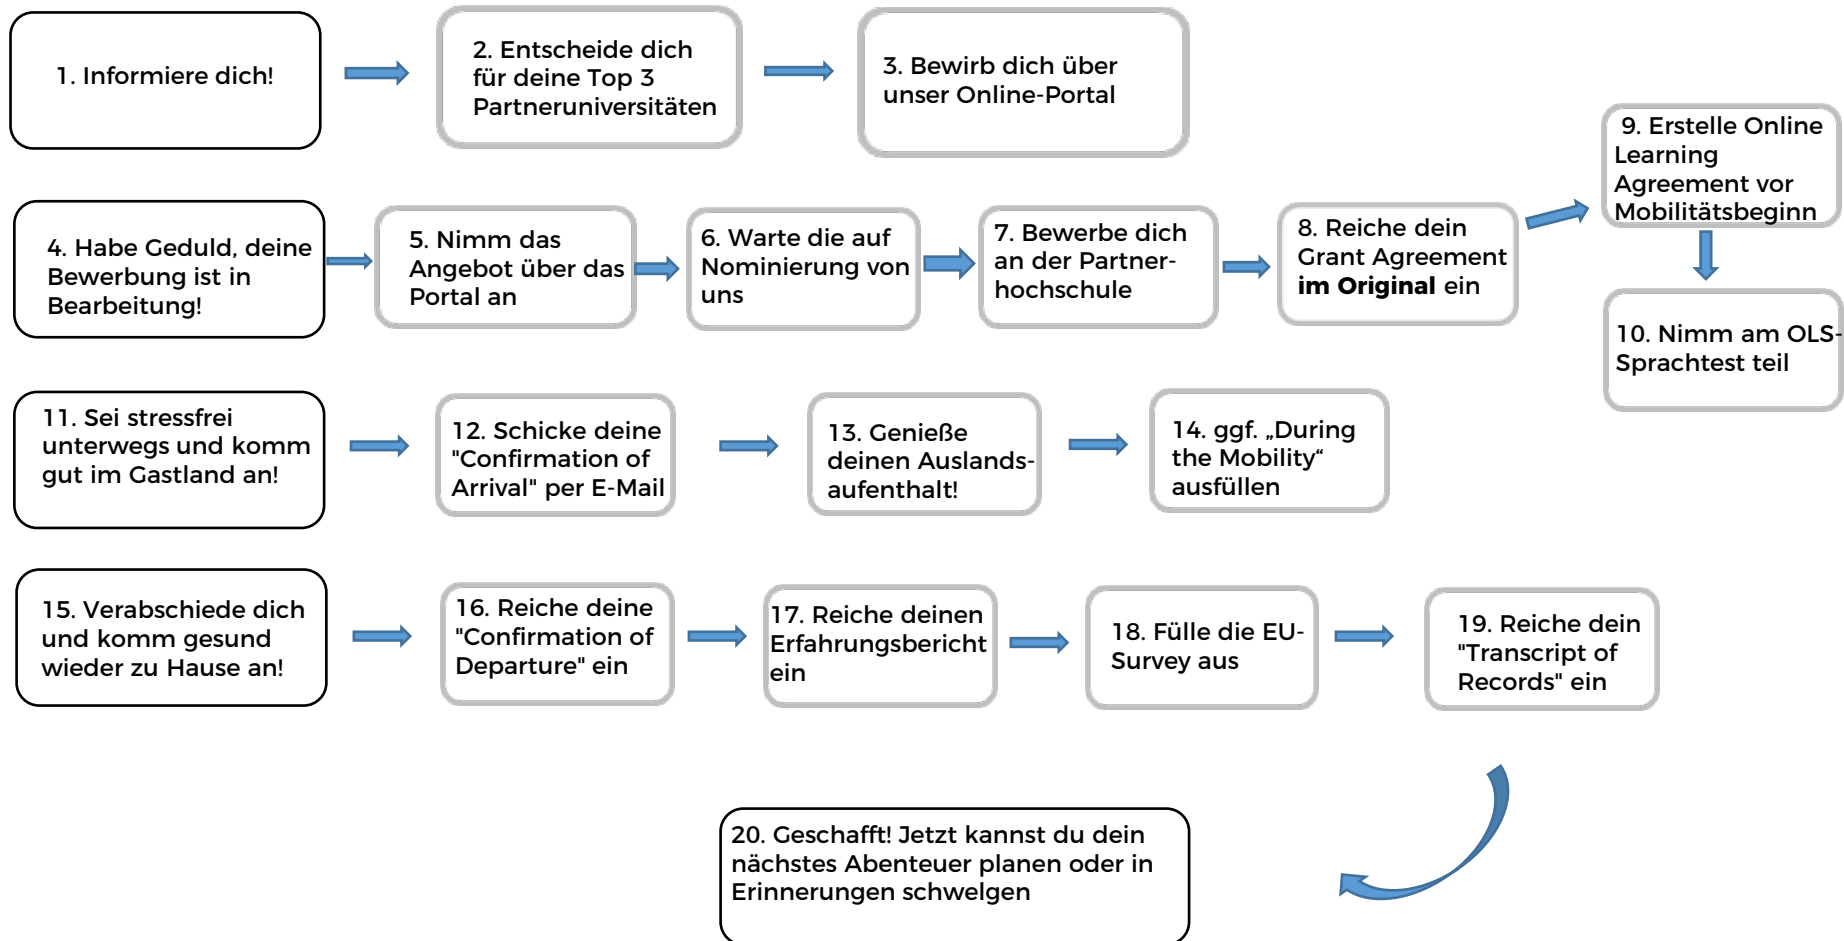 1. Informiere dich!
2. Entscheide dich
für deine Top 3
Partneruniversitäten
3. Bewirb dich über
unser Online-Portal
4. Habe Geduld, deine
Bewerbung ist in
Bearbeitung!
5. Nimm das
Angebot über das
Portal an
6. Warte die auf
Nominierung von
uns
7. Bewerbe dich
an der Partner-
hochschule
8. Reiche dein
Grant Agreement
im Original ein
9. Erstelle Online
Learning
Agreement vor
Mobilitätsbeginn
10. Nimm am OLS-
Sprachtest teil
11. Sei stressfrei
unterwegs und komm
gut im Gastland an!
12. Schicke deine
"Confirmation of
Arrival" per E-Mail
13. Genieße
deinen Auslands-
aufenthalt!
14. ggf. „During
the Mobility“
ausfüllen
15. Verabschiede dich
und komm gesund
wieder zu Hause an!
16. Reiche deine
"Confirmation of
Departure" ein
17. Reiche deinen
Erfahrungsbericht
ein
18. Fülle die EU-
Survey aus
19. Reiche dein
"Transcript of
Records" ein
20. Geschafft! Jetzt kannst du dein
nächstes Abenteuer planen oder in
Erinnerungen schwelgen